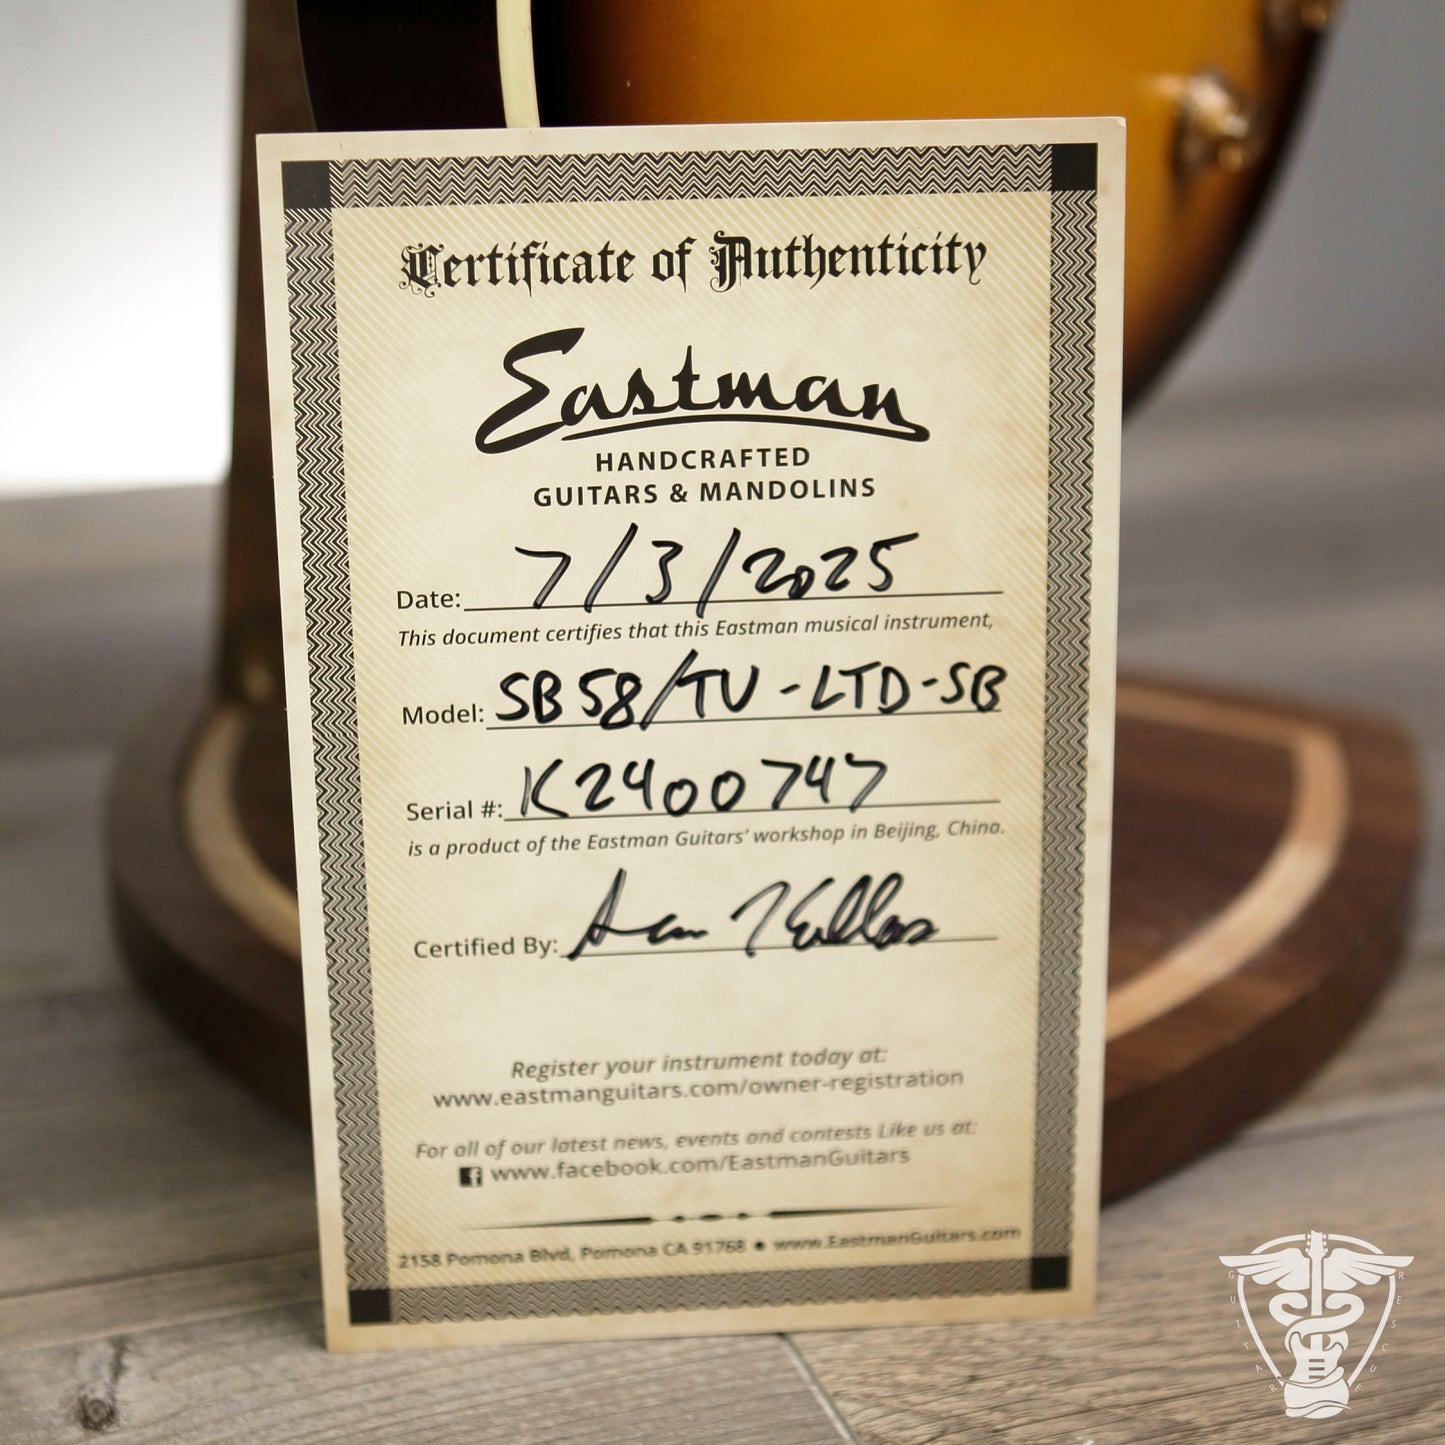 Certificate of Authenticity
Eastman
HANDCRAFTED
GUITARS & MANDOLINS
Date: 7/3/2025
This document certifies that this Eastman musical instrument,
Model: SB58/TV-LTD-SB
Serial #: K2400747
is a product of the Eastman Guitars' workshop in Beijing, China.
Certified By:
Register your instrument today at:
www.eastmanguitars.com/owner-registration
For all of our latest news, events and contests Like us at:
f www.facebook.com/EastmanGuitars
2158 Pomona Blvd, Pomona CA 91768 • www.EastmanGuitars.com
GUITAR RESCUE